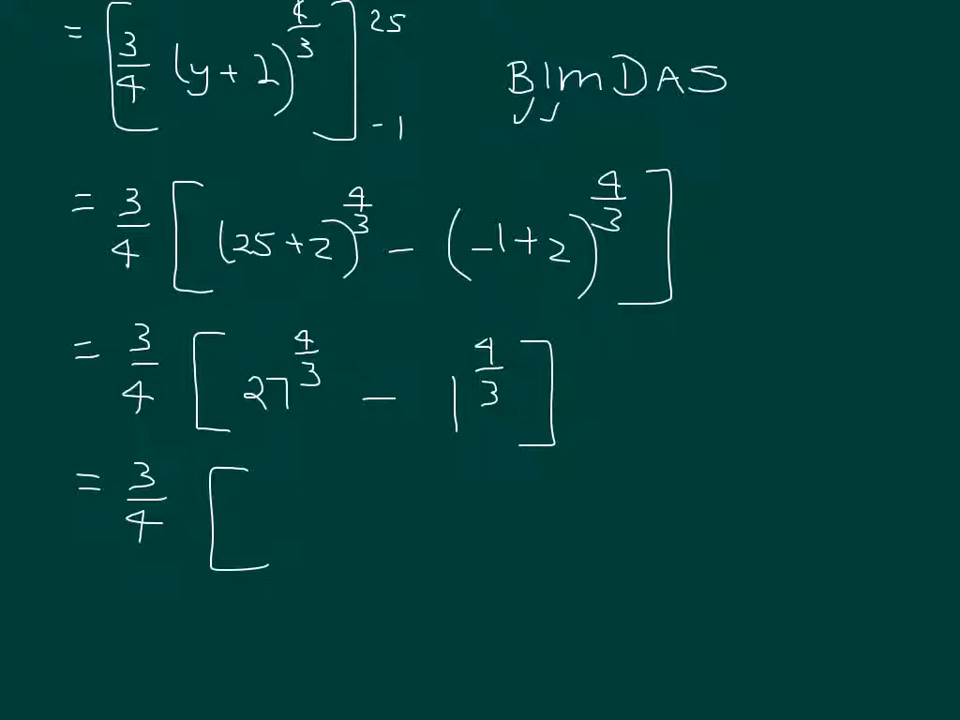 = [3/4 (y+2)^4/3]_-1^25
BImDAS
= 3/4 [(25+2)^4/3 - (-1+2)^4/3]
= 3/4 [27^4/3 - 1^4/3]
= 3/4 [